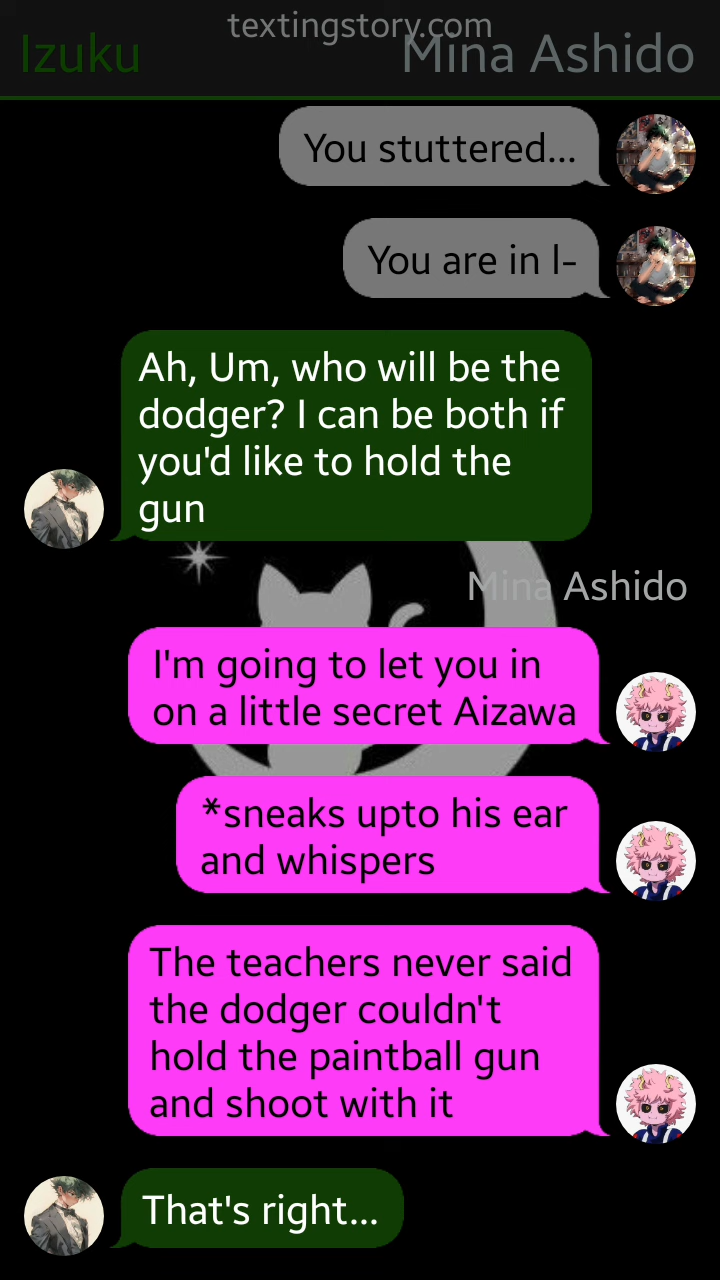 textingstory.com
Izuku
Mina Ashido
You stuttered...
You are in l-
Ah, Um, who will be the
dodger? I can be both if
you'd like to hold the
gun
Mina Ashido
I'm going to let you in
on a little secret Aizawa
*sneaks upto his ear
and whispers
The teachers never said
the dodger couldn't
hold the paintball gun
and shoot with it
That's right...